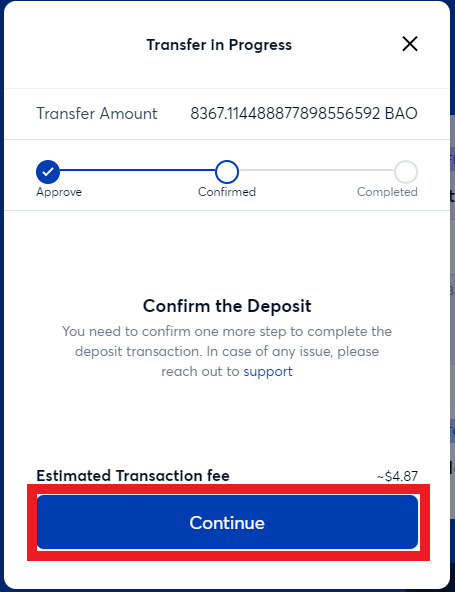 Transfer in Progress
Transfer Amount 8367.114488877898556592 BAO
Approve Confirmed Completed
Confirm the Deposit
You need to confirm one more step to complete the
deposit transaction. In case of any issue, please
reach out to support
Estimated Transaction fee ~$4.87
Continue